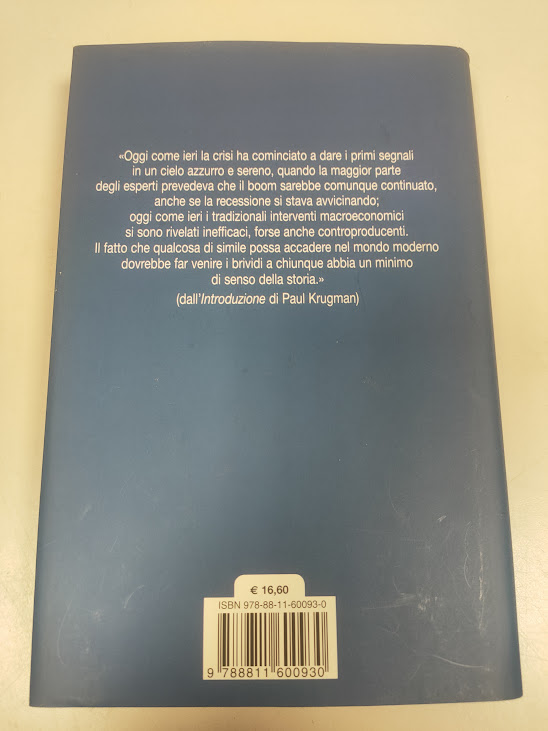 «Oggi come ieri la crisi ha cominciato a dare i primi segnali
in un cielo azzurro e sereno, quando la maggior parte
degli esperti prevedeva che il boom sarebbe comunque continuato,
anche se la recessione si stava avvicinando;
oggi come ieri i tradizionali interventi macroeconomici
si sono rivelati inefficaci, forse anche controproducenti.
Il fatto che qualcosa di simile possa accadere nel mondo moderno
dovrebbe far venire i brividi a chiunque abbia un minimo
di senso della storia.»
(dall'Introduzione di Paul Krugman)
€ 16,60
ISBN 978-88-11-60093-0
9 788811 600930